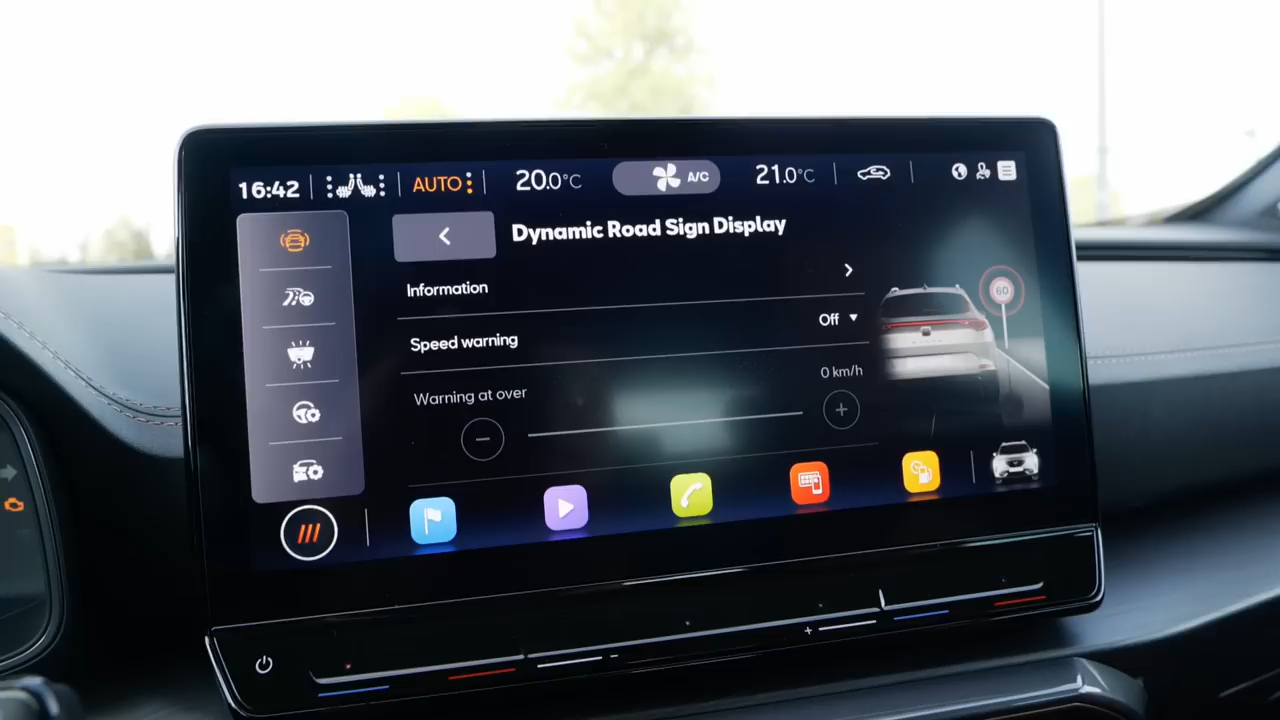 16:42 AUTO 20.0°C A/C 21.0°C
Dynamic Road Sign Display
Information
60
Speed warning Off
Warning at over 0 km/h
− +
+ −